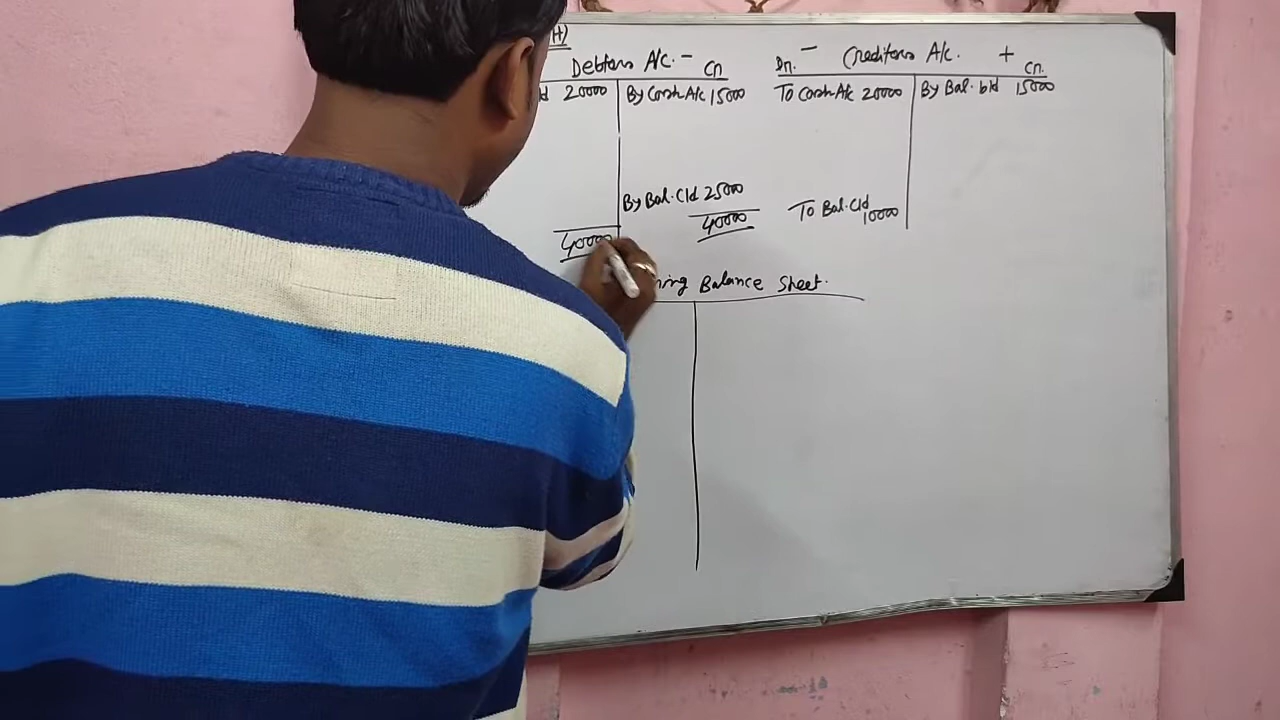 H)
Debtors A/c. - Cr.
d 20000 By Cash A/c 15000
By Bal. C/d 25000
40000
40000
Dr. - Creditors A/c. + Cr.
To Cash A/c 20000 By Bal. b/d 15000
To Bal. C/d 10000
ning Balance Sheet.